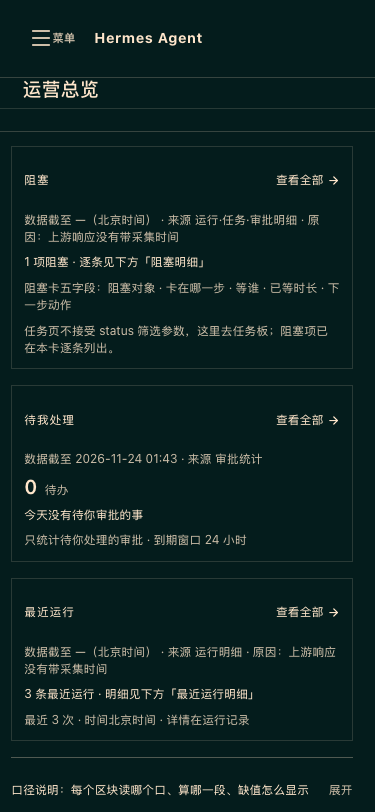 菜单 Hermes Agent
运营总览
阻塞 查看全部 →
数据截至 —（北京时间） · 来源 运行·任务·审批明细 · 原
因：上游响应没有带采集时间
1 项阻塞 · 逐条见下方「阻塞明细」
阻塞卡五字段：阻塞对象 · 卡在哪一步 · 等谁 · 已等时长 · 下
一步动作
任务页不接受 status 筛选参数，这里去任务板；阻塞项已
在本卡逐条列出。
待我处理 查看全部 →
数据截至 2026-11-24 01:43 · 来源 审批统计
0 待办
今天没有待你审批的事
只统计待你处理的审批 · 到期窗口 24 小时
最近运行 查看全部 →
数据截至 —（北京时间） · 来源 运行明细 · 原因：上游响应
没有带采集时间
3 条最近运行 · 明细见下方「最近运行明细」
最近 3 次 · 时间北京时间 · 详情在运行记录
口径说明：每个区块读哪个口、算哪一段、缺值怎么显示 展开